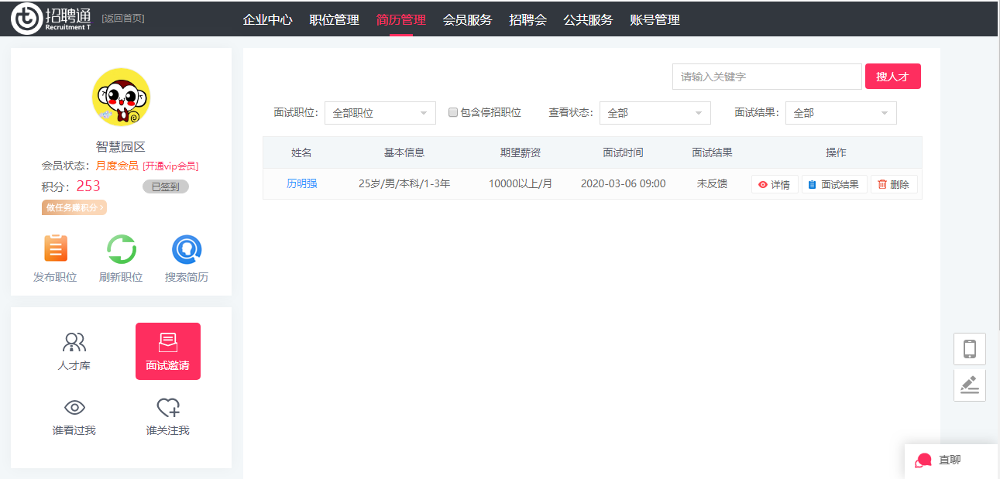 招聘通
Recruitment T
[返回首页]
企业中心 职位管理 简历管理 会员服务 招聘会 公共服务 账号管理
智慧园区
会员状态：月度会员 [开通vip会员]
积分：253 已签到
做任务赚积分 >
发布职位 刷新职位 搜索简历
人才库 面试邀请
谁看过我 谁关注我
请输入关键字 搜人才
面试职位： 全部职位 包含停招职位 查看状态： 全部 面试结果： 全部
姓名 基本信息 期望薪资 面试时间 面试结果 操作
历明强 25岁/男/本科/1-3年 10000以上/月 2020-03-06 09:00 未反馈 详情 面试结果 删除
直聊